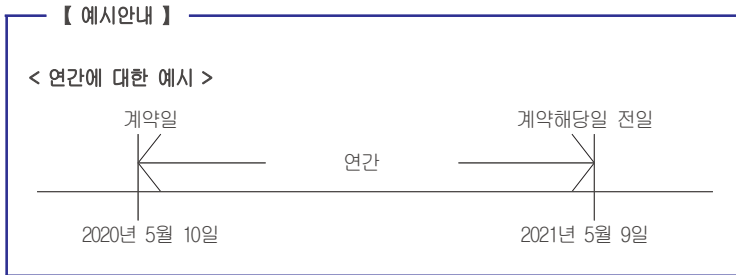 【 예시안내 】
< 연간에 대한 예시 >
계약일 계약해당일 전일
연간
2020년 5월 10일 2021년 5월 9일